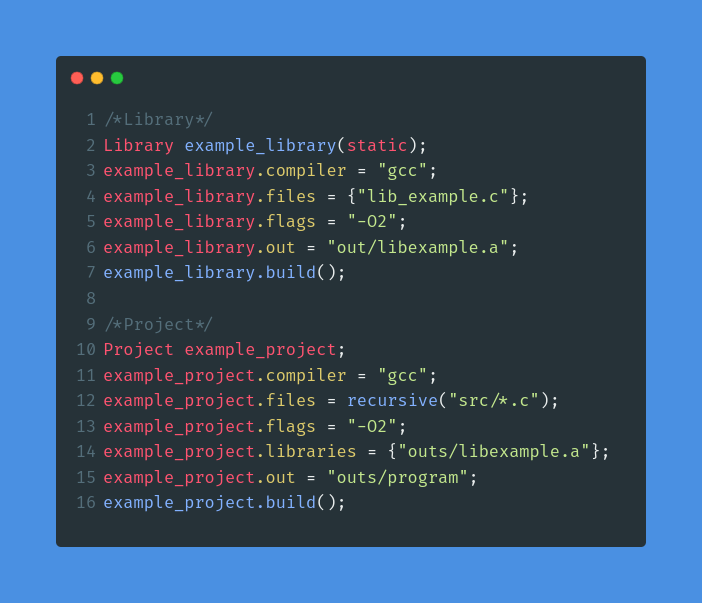 1 /*Library*/
2 Library example_library(static);
3 example_library.compiler = "gcc";
4 example_library.files = {"lib_example.c"};
5 example_library.flags = "-O2";
6 example_library.out = "out/libexample.a";
7 example_library.build();
8
9 /*Project*/
10 Project example_project;
11 example_project.compiler = "gcc";
12 example_project.files = recursive("src/*.c");
13 example_project.flags = "-O2";
14 example_project.libraries = {"outs/libexample.a"};
15 example_project.out = "outs/program";
16 example_project.build();